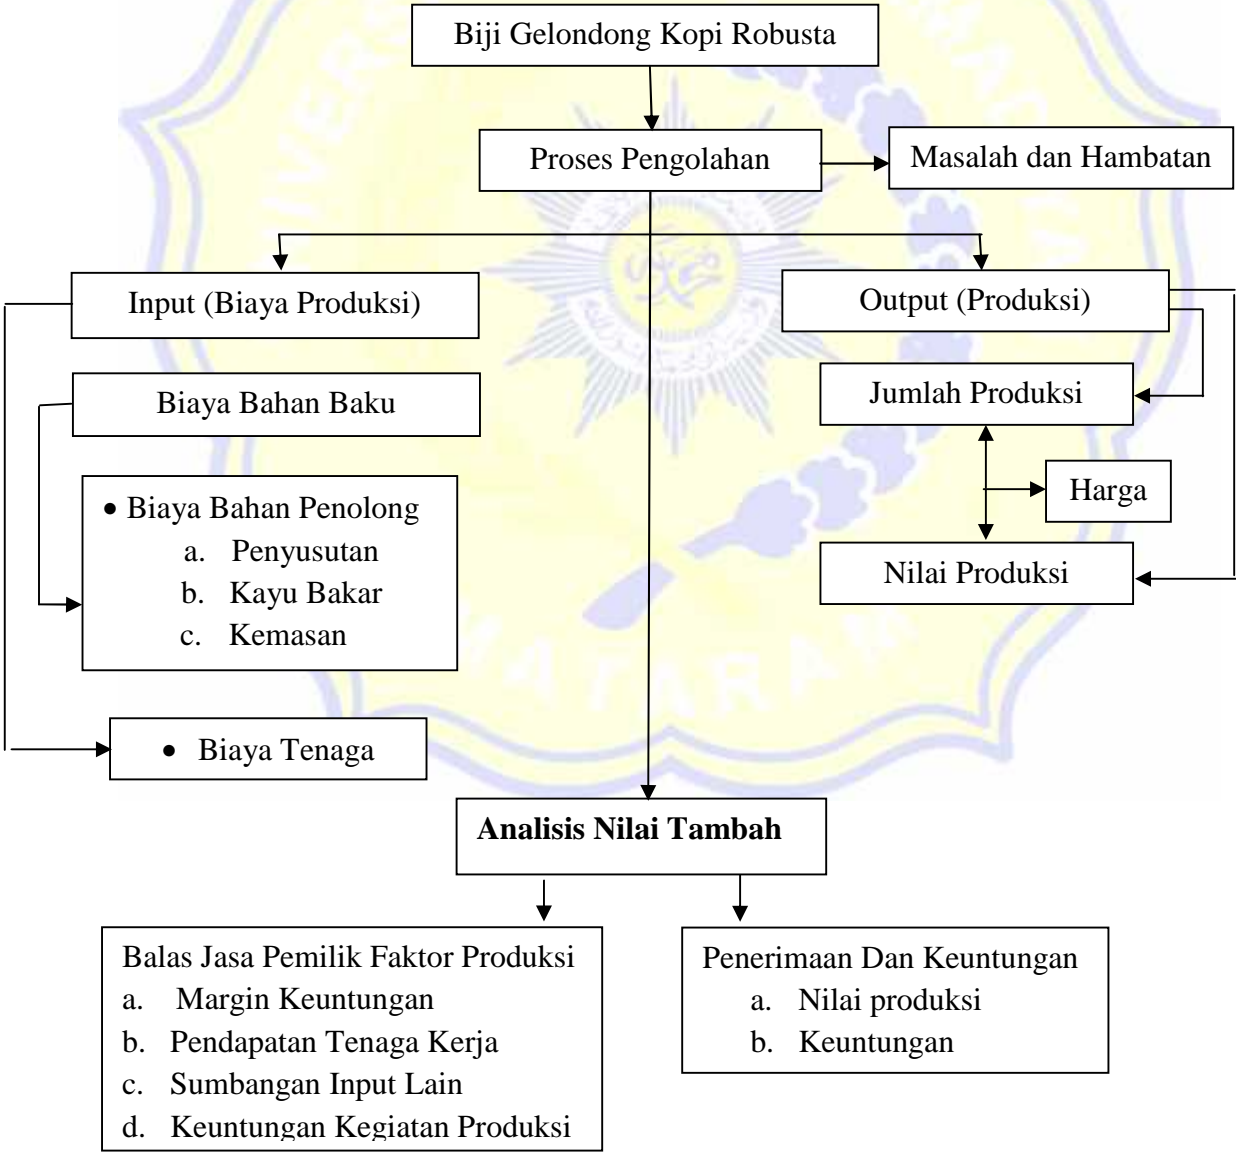 Biji Gelondong Kopi Robusta
Proses Pengolahan
Masalah dan Hambatan
Input (Biaya Produksi)
Output (Produksi)
Biaya Bahan Baku
Jumlah Produksi
• Biaya Bahan Penolong
a. Penyusutan
b. Kayu Bakar
c. Kemasan
Harga
Nilai Produksi
• Biaya Tenaga
MATARAM
Analisis Nilai Tambah
Balas Jasa Pemilik Faktor Produksi
a. Margin Keuntungan
b. Pendapatan Tenaga Kerja
c. Sumbangan Input Lain
d. Keuntungan Kegiatan Produksi
Penerimaan Dan Keuntungan
a. Nilai produksi
b. Keuntungan